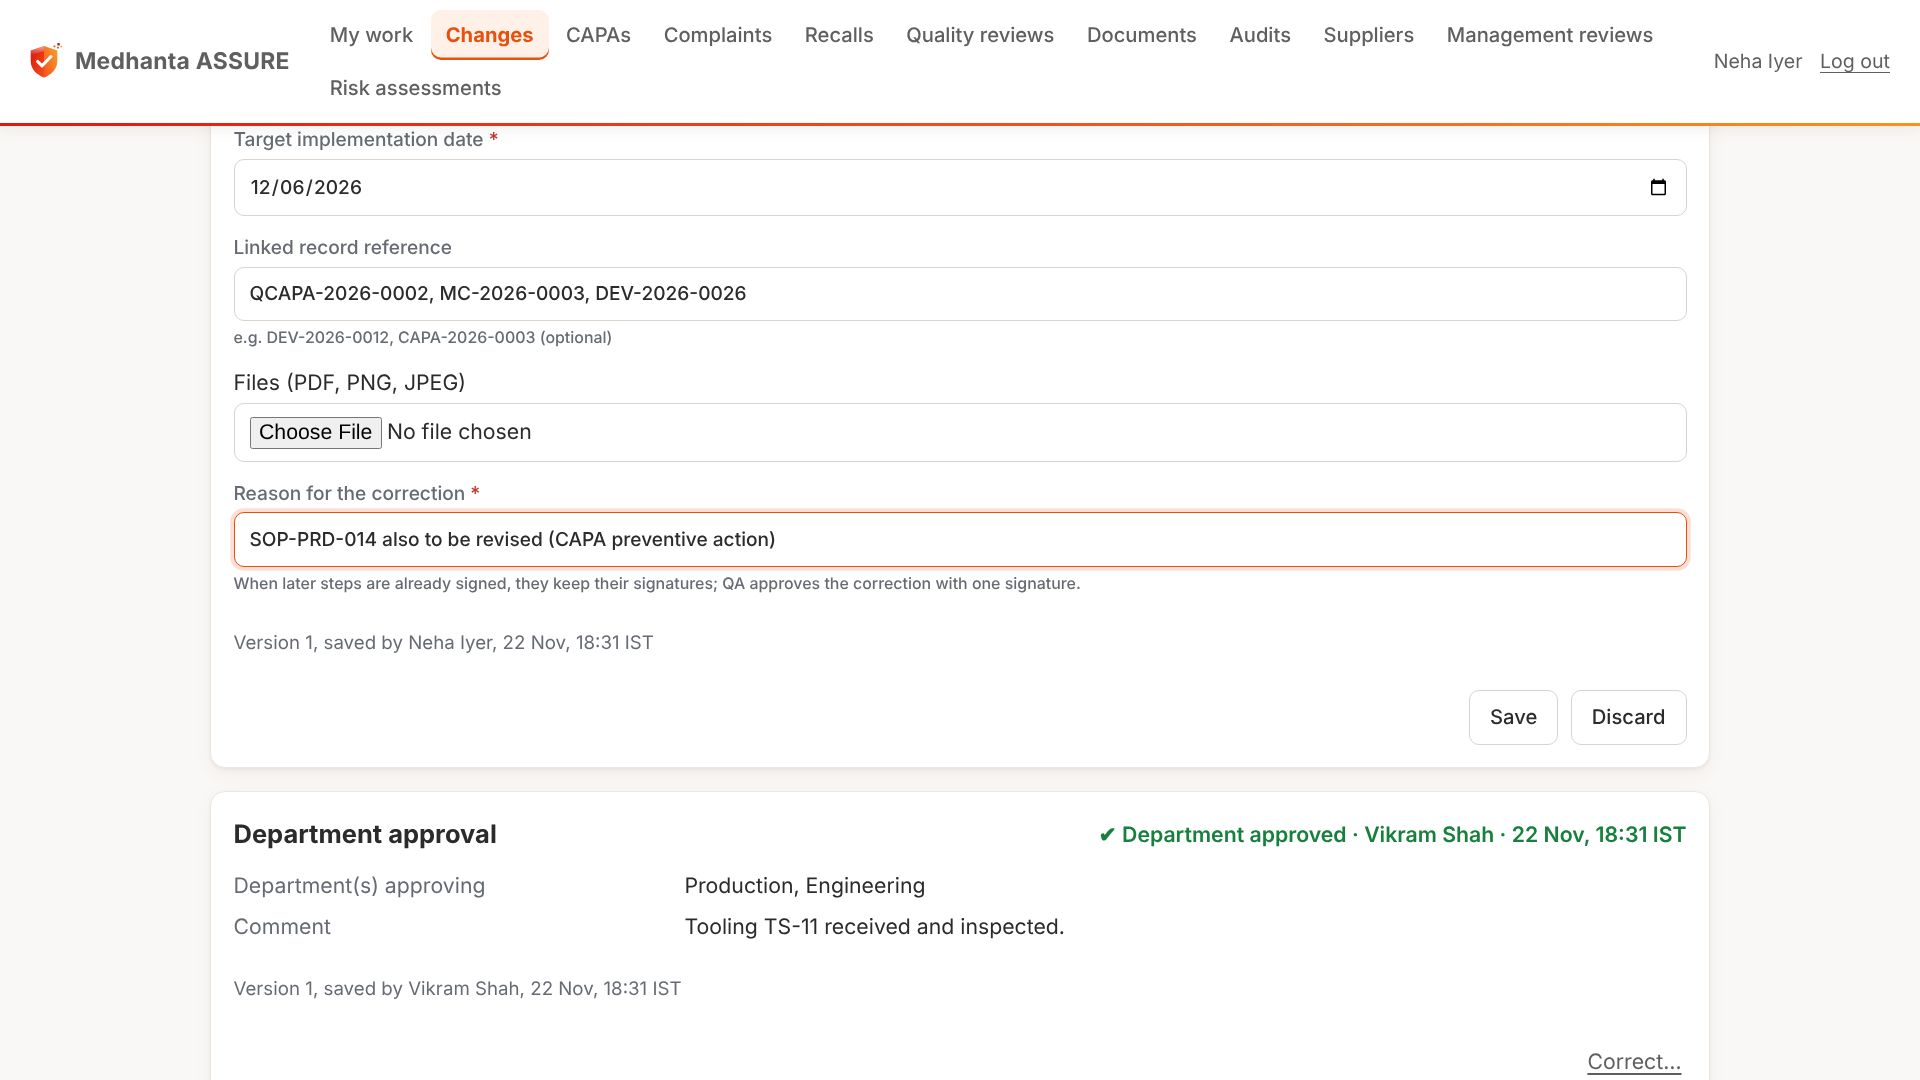 Medhanta ASSURE
My work
Changes
CAPAs
Complaints
Recalls
Quality reviews
Documents
Audits
Suppliers
Management reviews
Risk assessments
Neha Iyer
Log out
Target implementation date *
12/06/2026
Linked record reference
QCAPA-2026-0002, MC-2026-0003, DEV-2026-0026
e.g. DEV-2026-0012, CAPA-2026-0003 (optional)
Files (PDF, PNG, JPEG)
Choose File No file chosen
Reason for the correction *
SOP-PRD-014 also to be revised (CAPA preventive action)
When later steps are already signed, they keep their signatures; QA approves the correction with one signature.
Version 1, saved by Neha Iyer, 22 Nov, 18:31 IST
Save
Discard
Department approval
✔ Department approved · Vikram Shah · 22 Nov, 18:31 IST
Department(s) approving Production, Engineering
Comment Tooling TS-11 received and inspected.
Version 1, saved by Vikram Shah, 22 Nov, 18:31 IST
Correct...